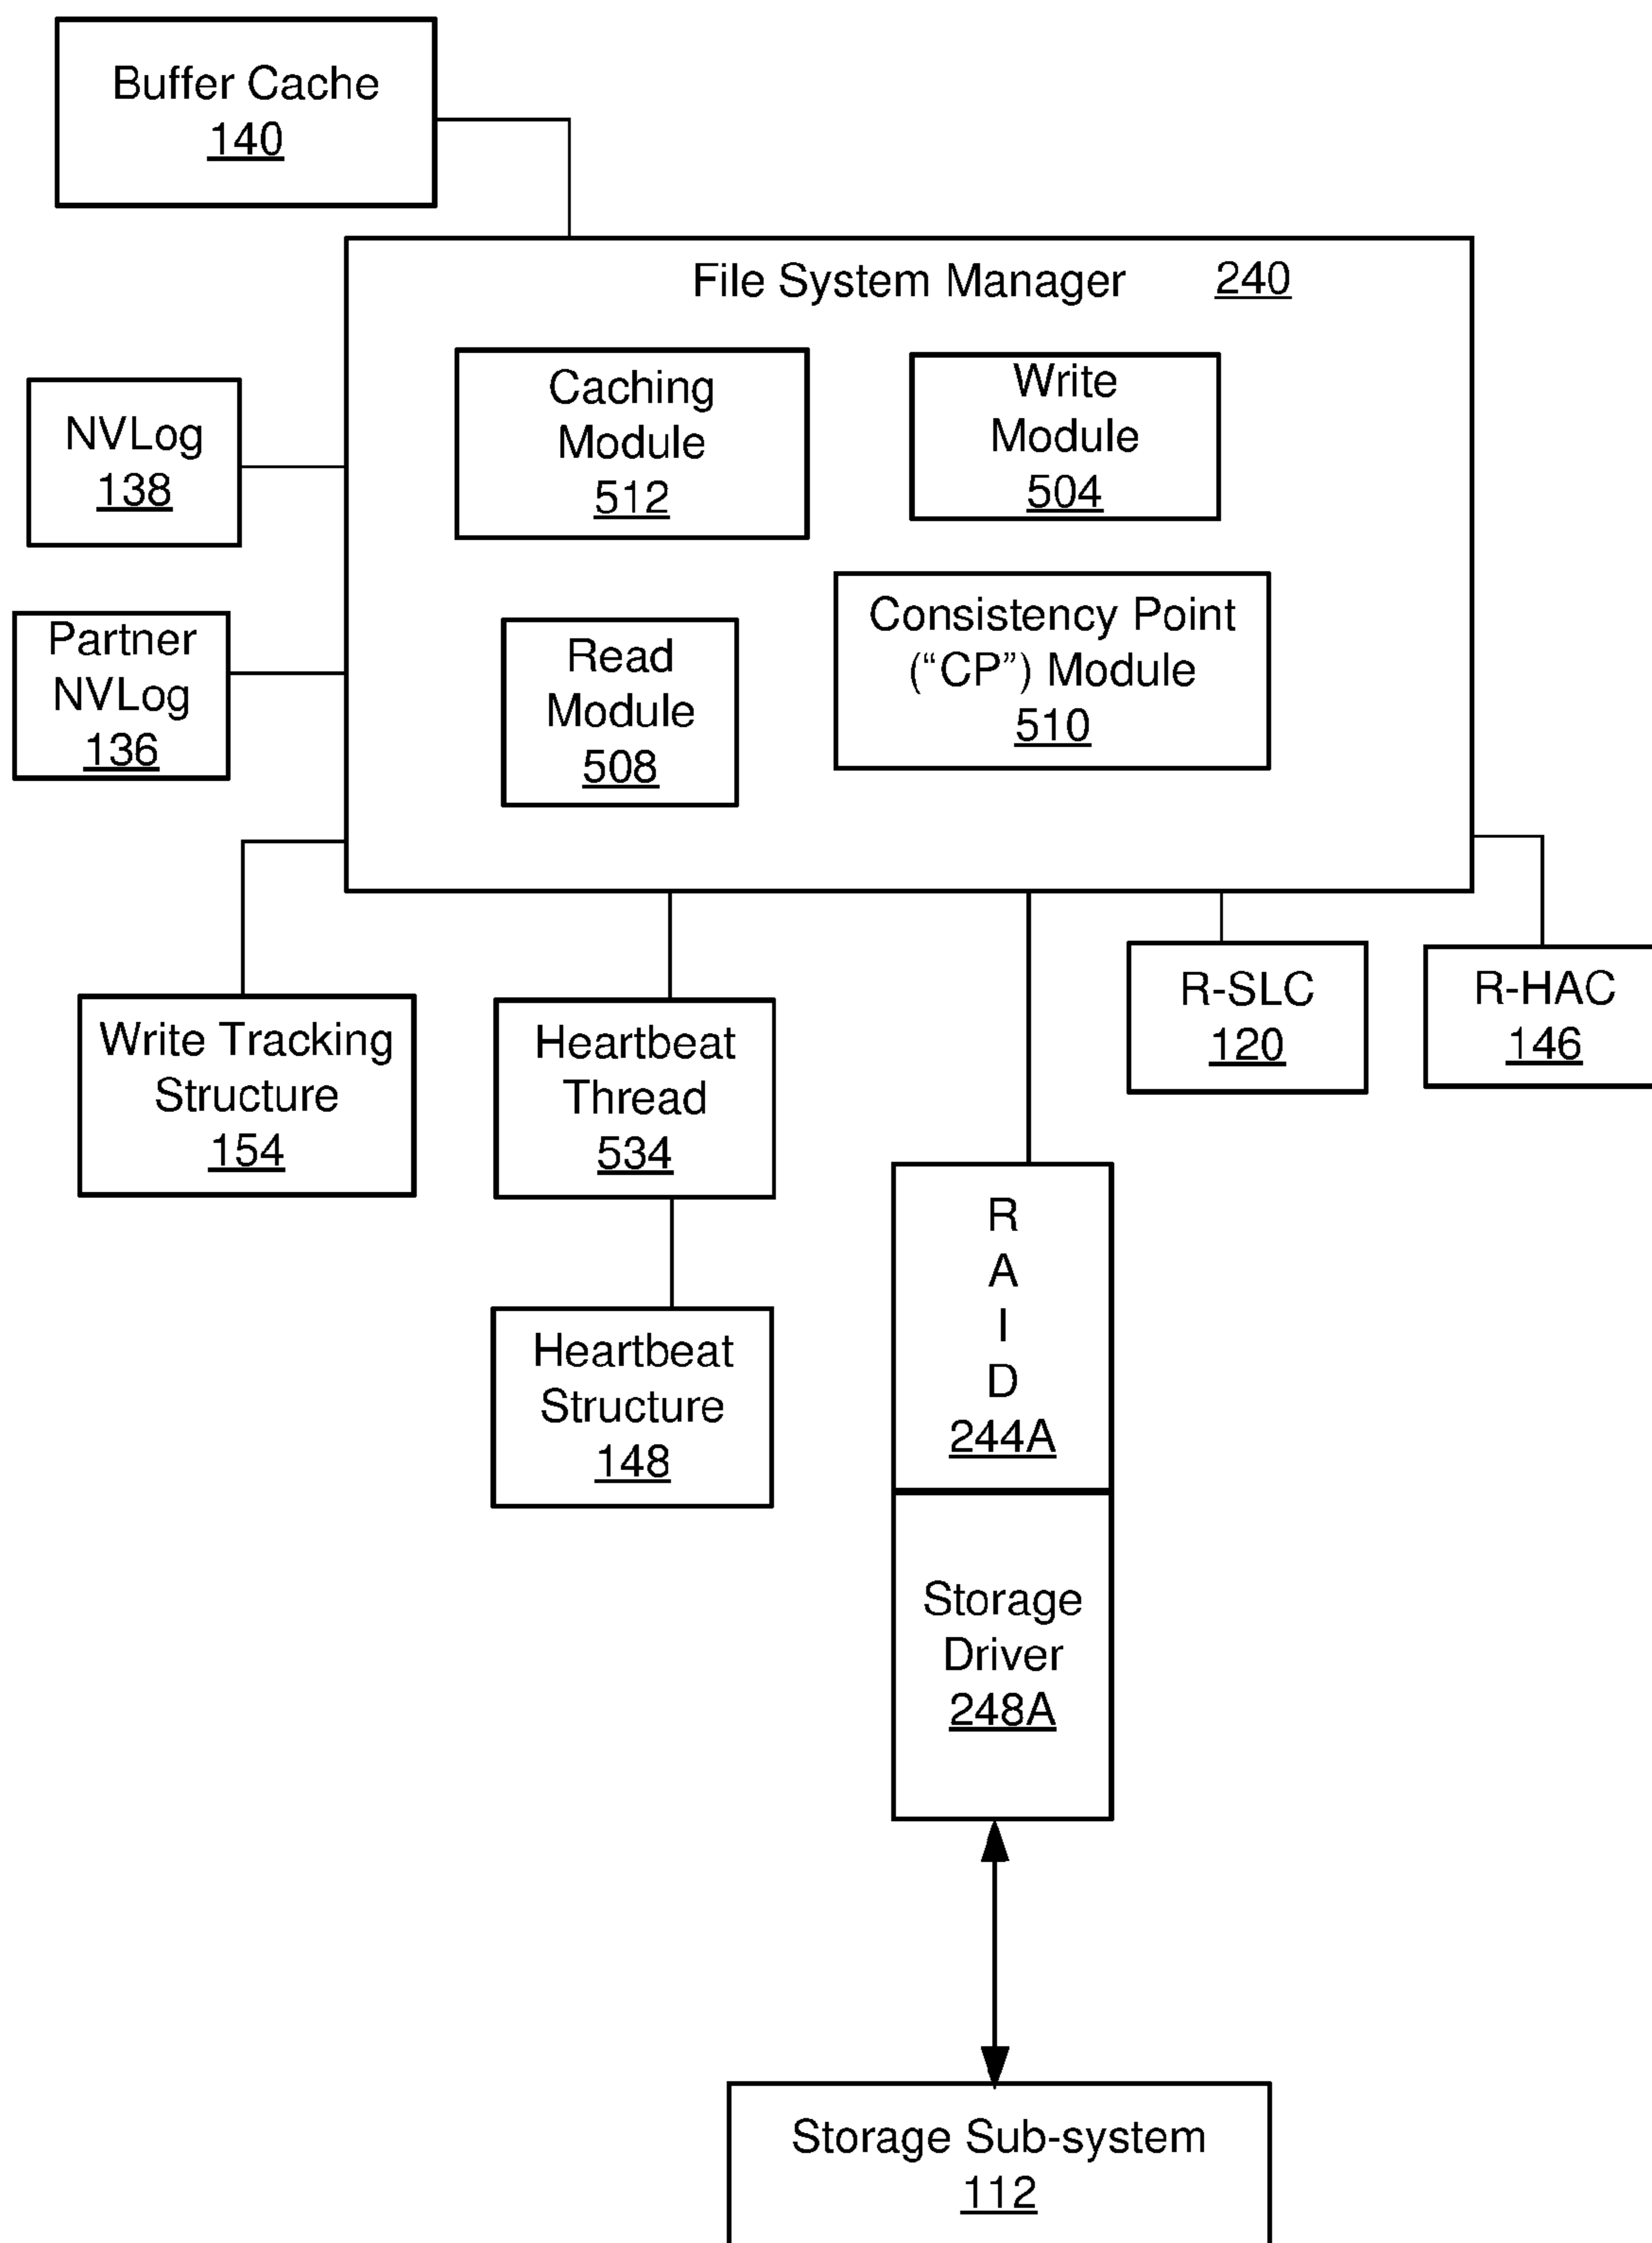 Buffer Cache
140
File System Manager 240
Caching
Module
512
Write
Module
504
NVLog
138
Partner
NVLog
136
Read
Module
508
Consistency Point
(“CP”) Module
510
Write Tracking
Structure
154
Heartbeat
Thread
534
R-SLC
120
R-HAC
146
Heartbeat
Structure
148
R
A
I
D
244A
Storage
Driver
248A
Storage Sub-system
112